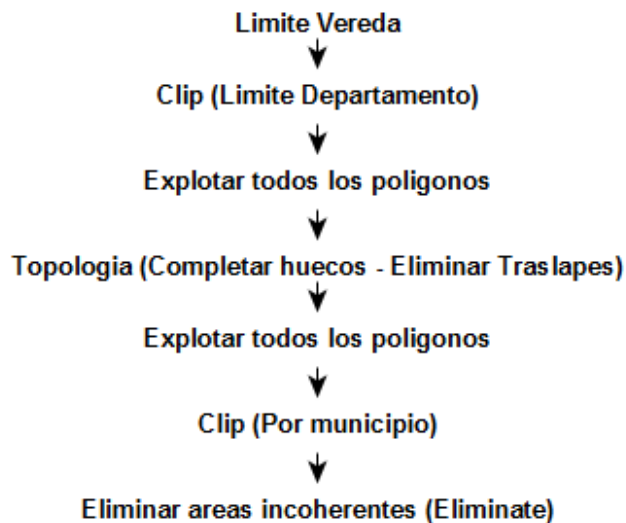 Limite Vereda
Clip (Limite Departamento)
Explotar todos los poligonos
Topologia (Completar huecos - Eliminar Traslapes)
Explotar todos los poligonos
Clip (Por municipio)
Eliminar areas incoherentes (Eliminate)